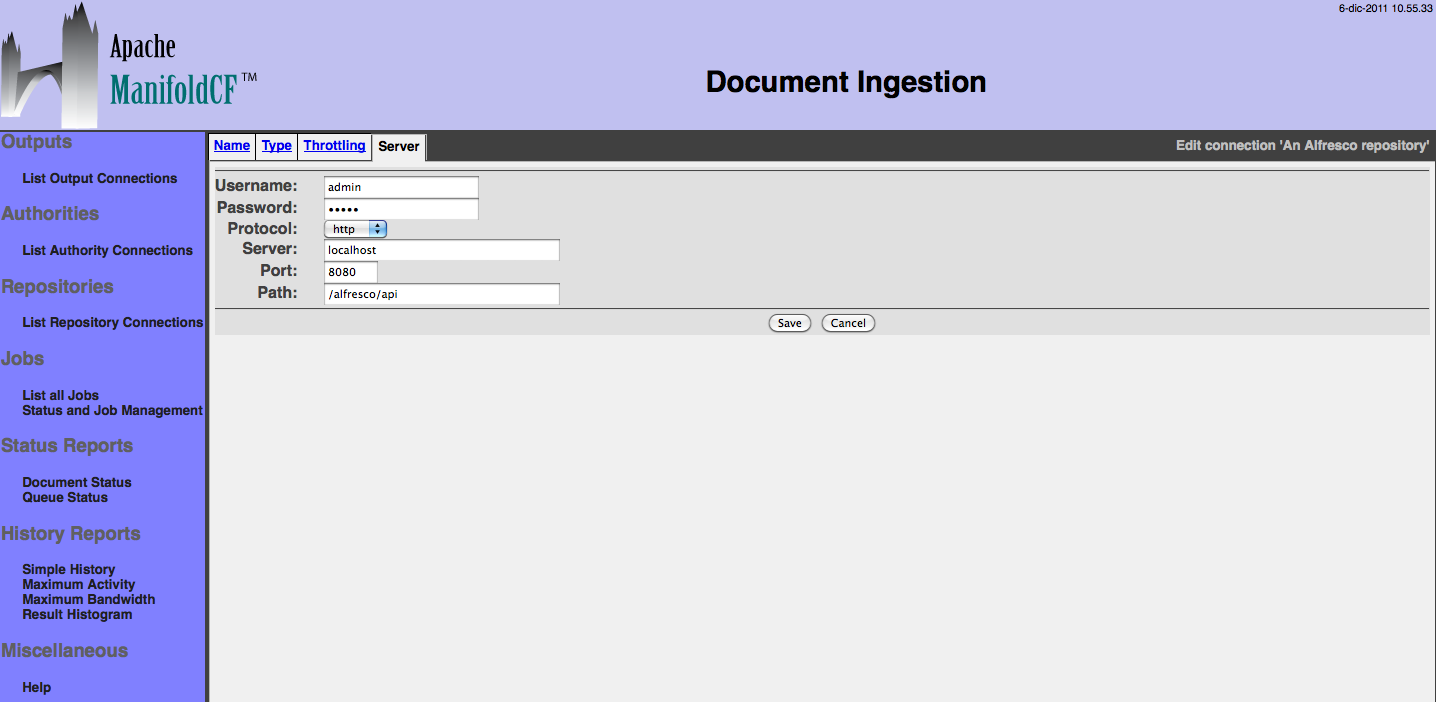 6-dic-2011 10.55.33
Apache
ManifoldCF™
Document Ingestion
Outputs
List Output Connections
Authorities
List Authority Connections
Repositories
List Repository Connections
Jobs
List all Jobs
Status and Job Management
Status Reports
Document Status
Queue Status
History Reports
Simple History
Maximum Activity
Maximum Bandwidth
Result Histogram
Miscellaneous
Help
Name Type Throttling Server Edit connection 'An Alfresco repository'
Username: admin
Password: •••••
Protocol: http
Server: localhost
Port: 8080
Path: /alfresco/api
Save Cancel